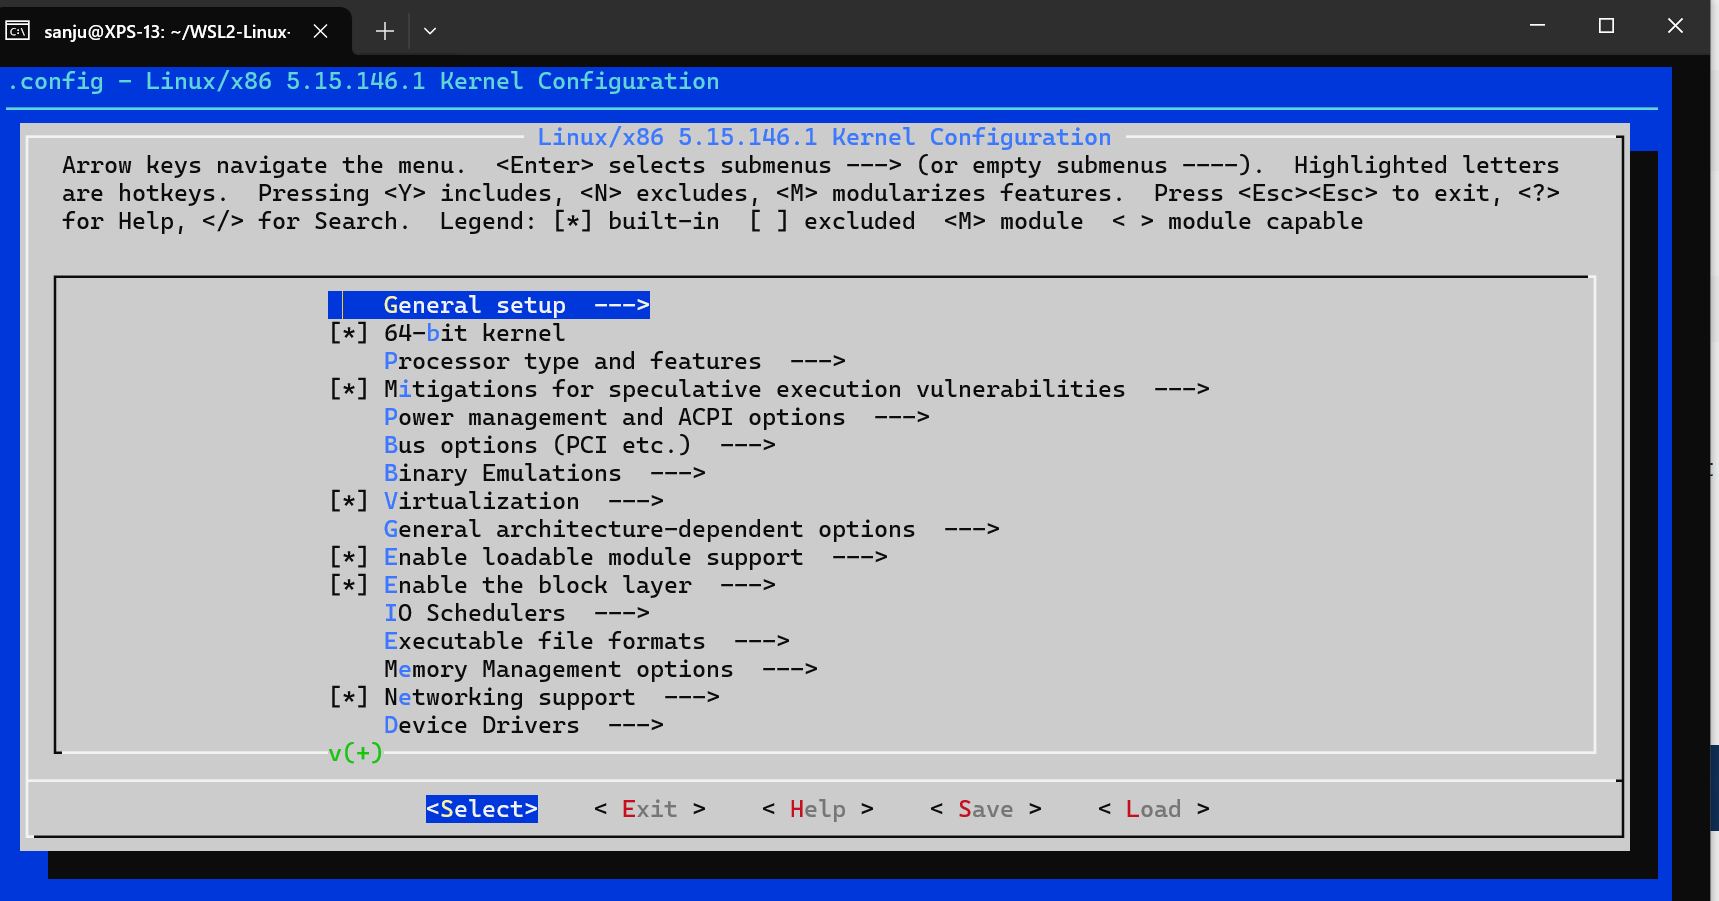 sanju@XPS-13: ~/WSL2-Linux-
.config - Linux/x86 5.15.146.1 Kernel Configuration
Linux/x86 5.15.146.1 Kernel Configuration
Arrow keys navigate the menu.  <Enter> selects submenus ---> (or empty submenus ----).  Highlighted letters
are hotkeys.  Pressing <Y> includes, <N> excludes, <M> modularizes features.  Press <Esc><Esc> to exit, <?>
for Help, </> for Search.  Legend: [*] built-in  [ ] excluded  <M> module  < > module capable
General setup  --->
[*] 64-bit kernel
Processor type and features  --->
[*] Mitigations for speculative execution vulnerabilities  --->
Power management and ACPI options  --->
Bus options (PCI etc.)  --->
Binary Emulations  --->
[*] Virtualization  --->
General architecture-dependent options  --->
[*] Enable loadable module support  --->
[*] Enable the block layer  --->
IO Schedulers  --->
Executable file formats  --->
Memory Management options  --->
[*] Networking support  --->
Device Drivers  --->
v(+)
<Select>    < Exit >    < Help >    < Save >    < Load >